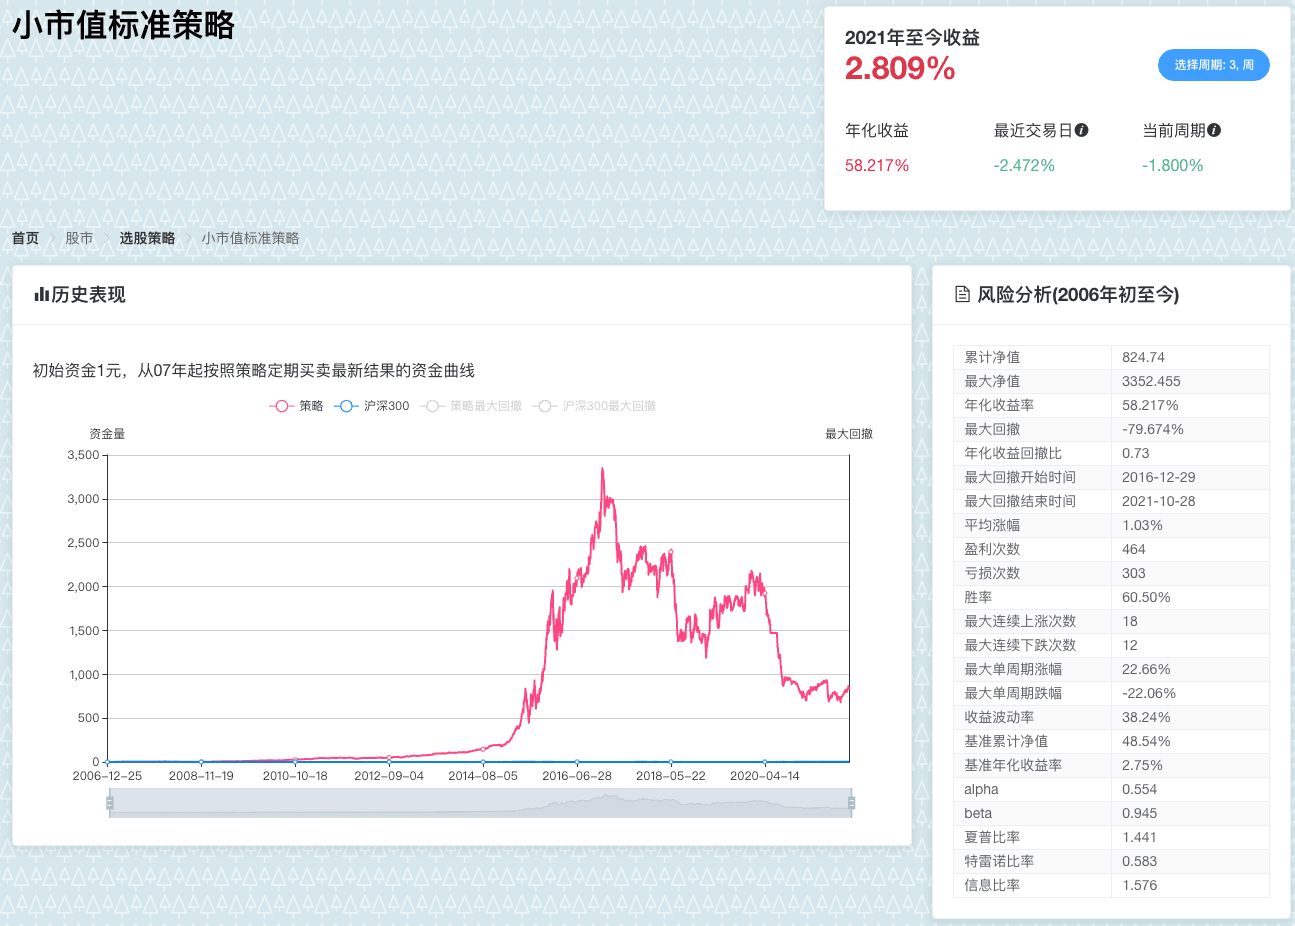 小市值标准策略
2021年至今收益
2.809%
选择周期: 3, 周
年化收益 最近交易日 当前周期
58.217% -2.472% -1.800%
首页 股市 选股策略 小市值标准策略
历史表现
初始资金1元，从07年起按照策略定期买卖最新结果的资金曲线
策略 沪深300 策略最大回撤 沪深300最大回撤
资金量 最大回撤
3,500
3,000
2,500
2,000
1,500
1,000
500
0
2006-12-25 2008-11-19 2010-10-18 2012-09-04 2014-08-05 2016-06-28 2018-05-22 2020-04-14
风险分析(2006年初至今)
累计净值 824.74
最大净值 3352.455
年化收益率 58.217%
最大回撤 -79.674%
年化收益回撤比 0.73
最大回撤开始时间 2016-12-29
最大回撤结束时间 2021-10-28
平均涨幅 1.03%
盈利次数 464
亏损次数 303
胜率 60.50%
最大连续上涨次数 18
最大连续下跌次数 12
最大单周期涨幅 22.66%
最大单周期跌幅 -22.06%
收益波动率 38.24%
基准累计净值 48.54%
基准年化收益率 2.75%
alpha 0.554
beta 0.945
夏普比率 1.441
特雷诺比率 0.583
信息比率 1.576